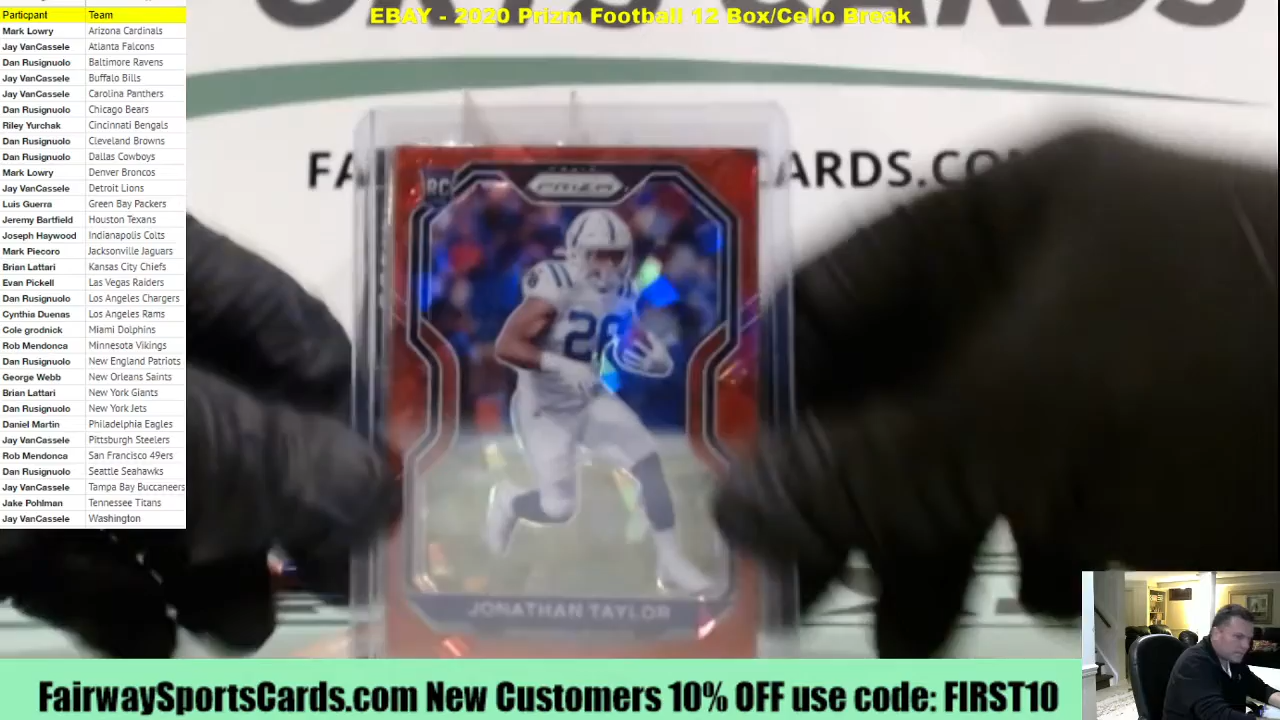 EBAY - 2020 Prizm Football 12 Box/Cello Break
Particpant Team
Mark Lowry Arizona Cardinals
Jay VanCassele Atlanta Falcons
Dan Rusignuolo Baltimore Ravens
Jay VanCassele Buffalo Bills
Jay VanCassele Carolina Panthers
Dan Rusignuolo Chicago Bears
Riley Yurchak Cincinnati Bengals
Dan Rusignuolo Cleveland Browns
Dan Rusignuolo Dallas Cowboys
Mark Lowry Denver Broncos
Jay VanCassele Detroit Lions
Luis Guerra Green Bay Packers
Jeremy Bartfield Houston Texans
Joseph Haywood Indianapolis Colts
Mark Piecoro Jacksonville Jaguars
Brian Lattari Kansas City Chiefs
Evan Pickell Las Vegas Raiders
Dan Rusignuolo Los Angeles Chargers
Cynthia Duenas Los Angeles Rams
Cole grodnick Miami Dolphins
Rob Mendonca Minnesota Vikings
Dan Rusignuolo New England Patriots
George Webb New Orleans Saints
Brian Lattari New York Giants
Dan Rusignuolo New York Jets
Daniel Martin Philadelphia Eagles
Jay VanCassele Pittsburgh Steelers
Rob Mendonca San Francisco 49ers
Dan Rusignuolo Seattle Seahawks
Jay VanCassele Tampa Bay Buccaneers
Jake Pohlman Tennessee Titans
Jay VanCassele Washington
FA ARDS.CO
RC PRIZM
28
JONATHAN TAYLOR
FairwaySportsCards.com New Customers 10% OFF use code: FIRST10